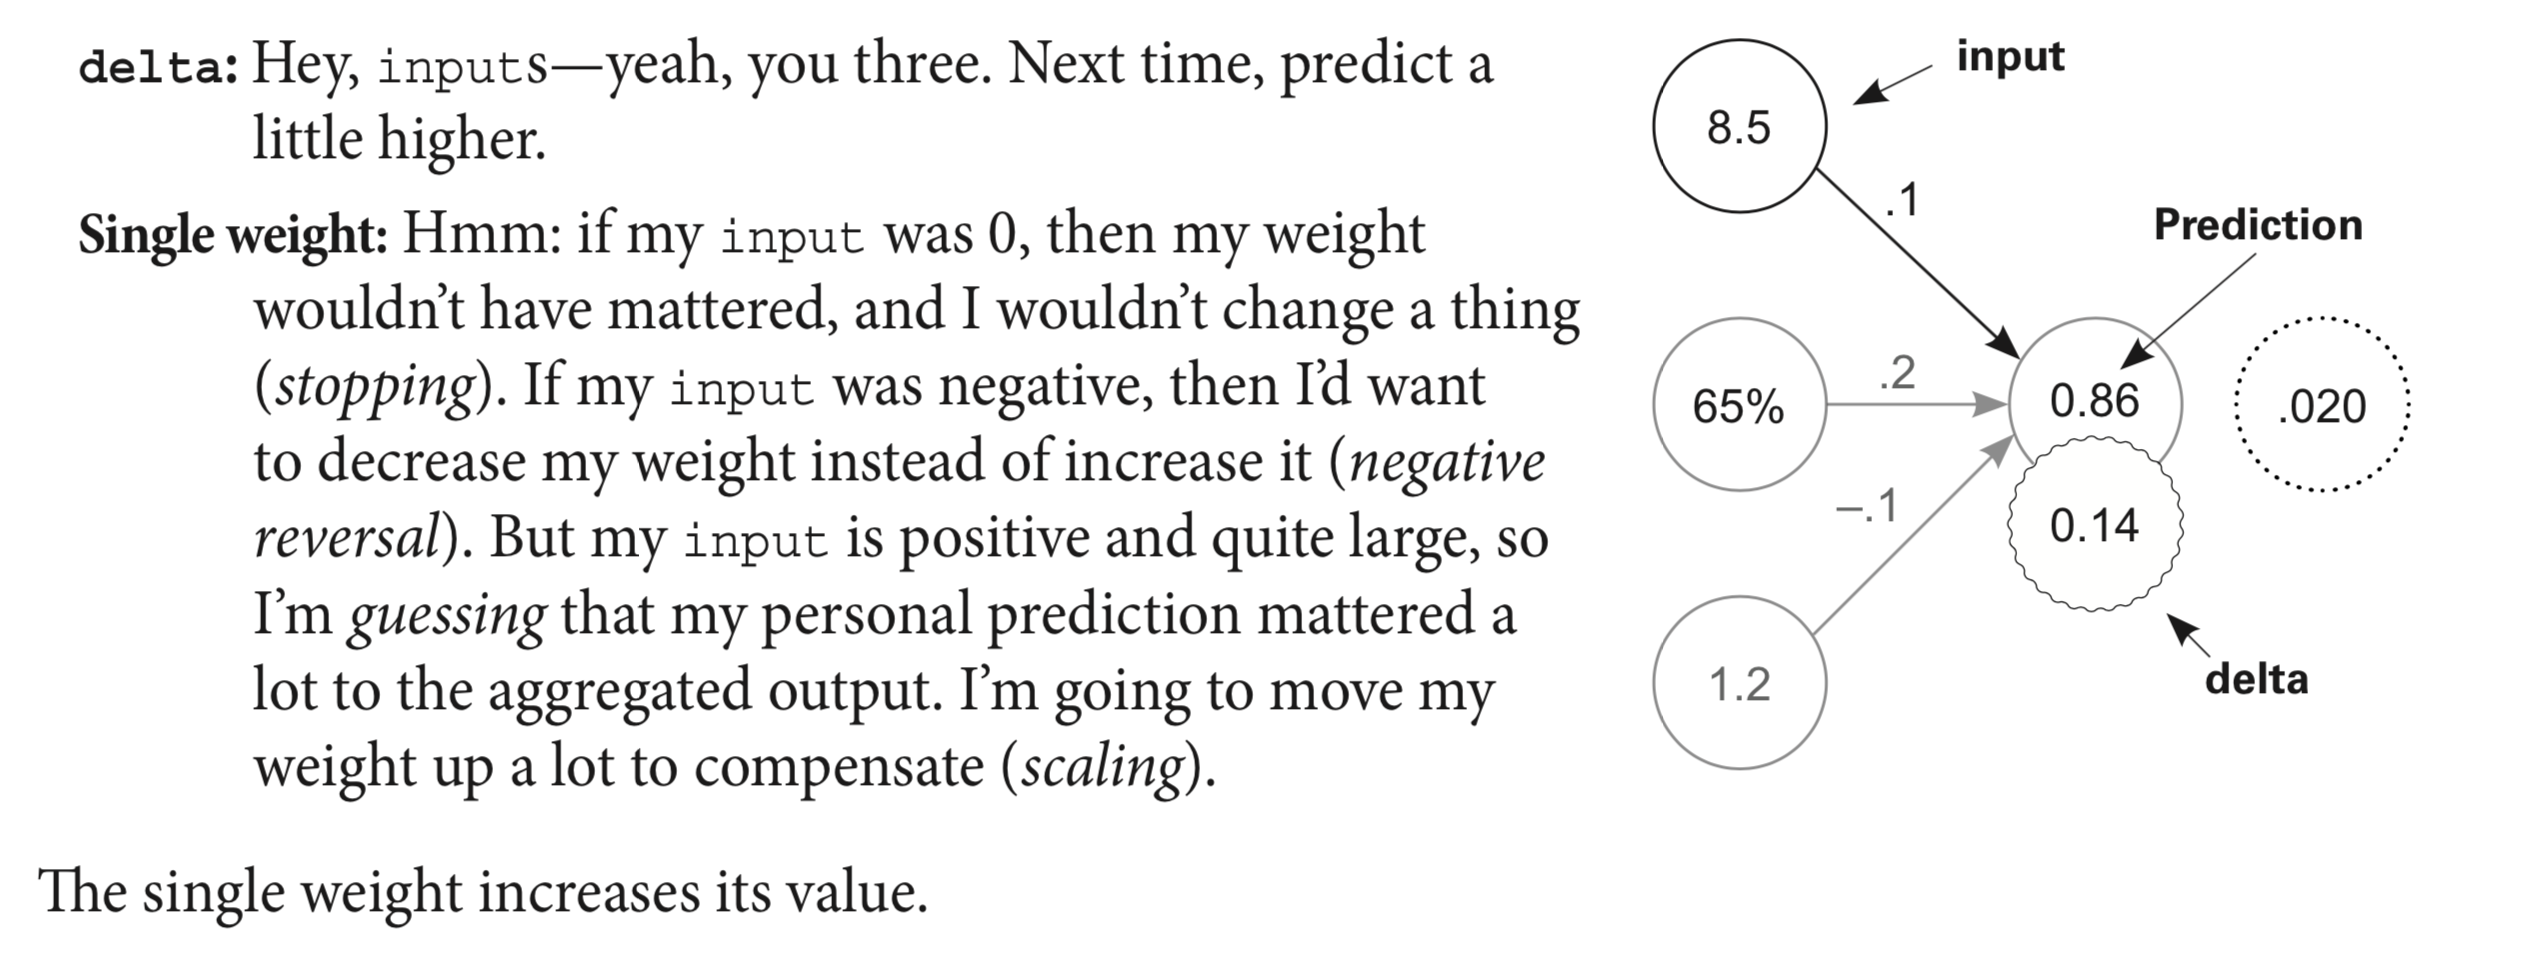 delta: Hey, inputs—yeah, you three. Next time, predict a
little higher.
Single weight: Hmm: if my input was 0, then my weight
wouldn't have mattered, and I wouldn't change a thing
(stopping). If my input was negative, then I'd want
to decrease my weight instead of increase it (negative
reversal). But my input is positive and quite large, so
I'm guessing that my personal prediction mattered a
lot to the aggregated output. I'm going to move my
weight up a lot to compensate (scaling).
The single weight increases its value.
input
8.5
.1
Prediction
65%
.2
0.86
.020
–.1
0.14
1.2
delta